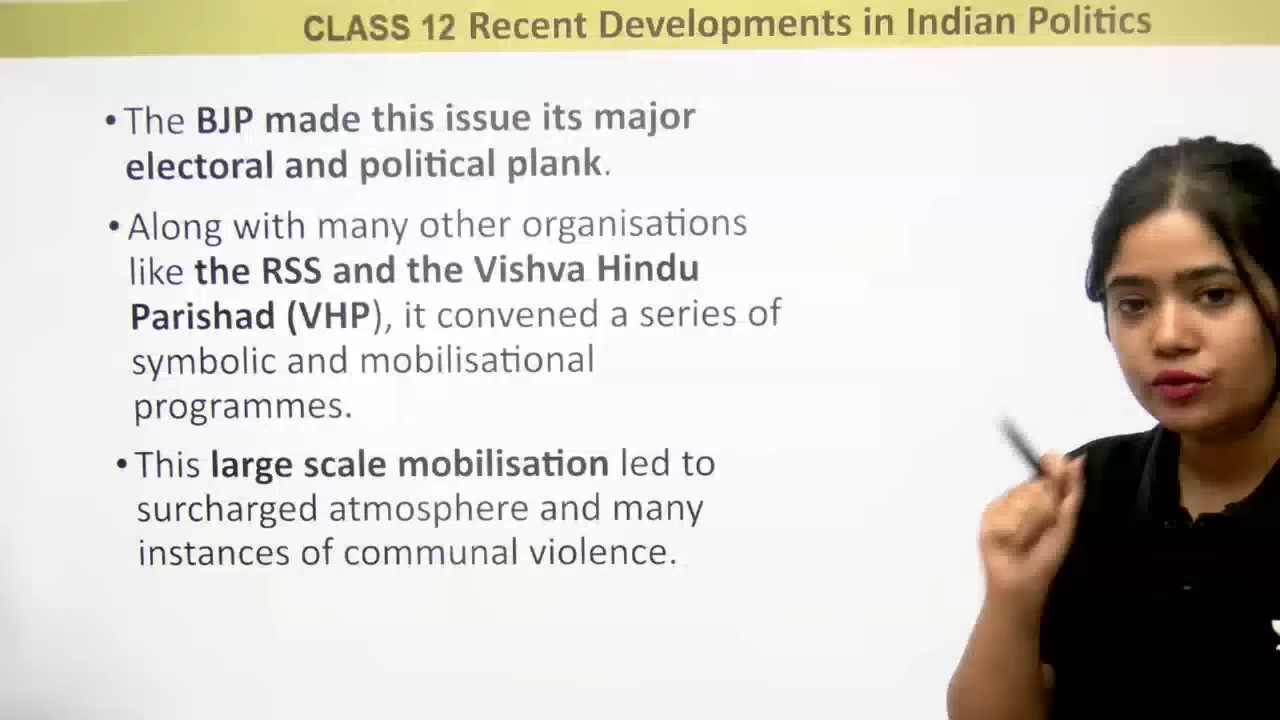 CLASS 12 Recent Developments in Indian Politics
• The BJP made this issue its major
electoral and political plank.
• Along with many other organisations
like the RSS and the Vishva Hindu
Parishad (VHP), it convened a series of
symbolic and mobilisational
programmes.
• This large scale mobilisation led to
surcharged atmosphere and many
instances of communal violence.